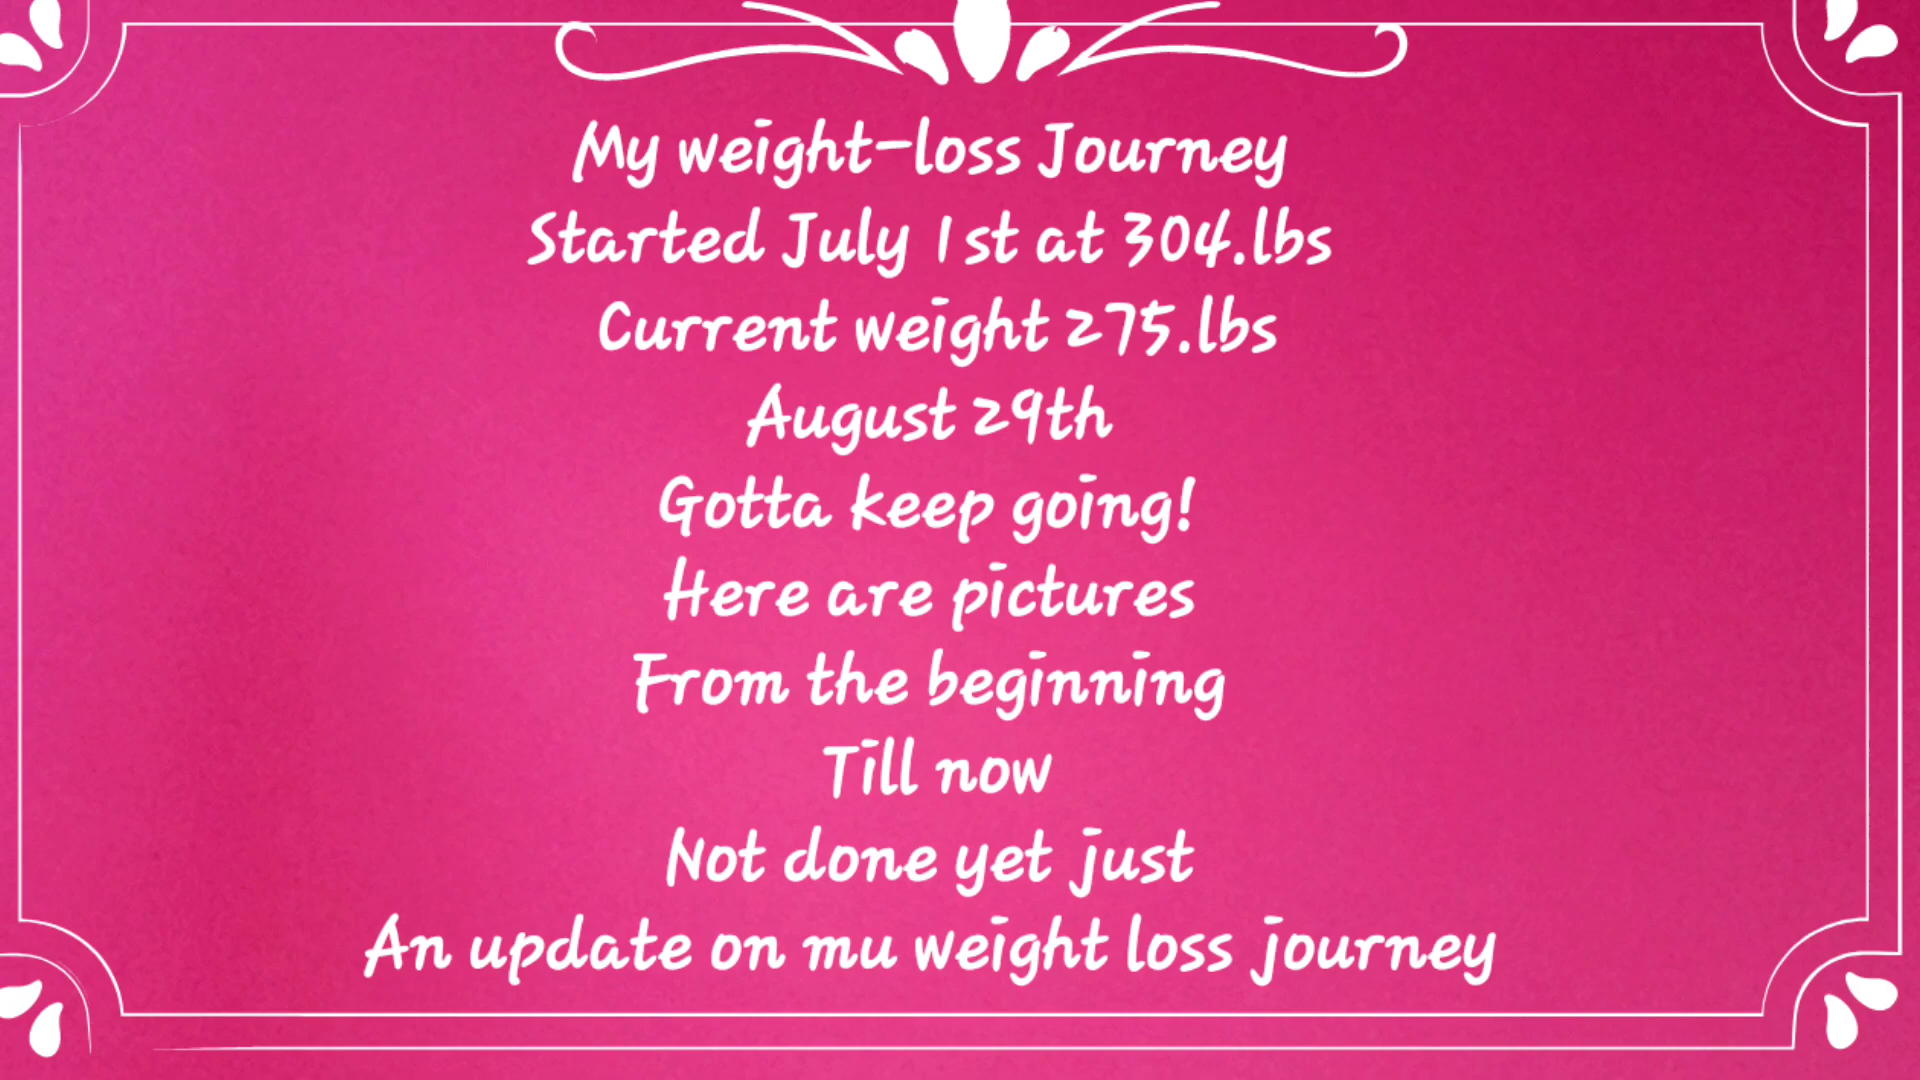 My weight-loss Journey
Started July 1st at 304.lbs
Current weight 275.lbs
August 29th
Gotta keep going!
Here are pictures
From the beginning
Till now
Not done yet just
An update on mu weight loss journey